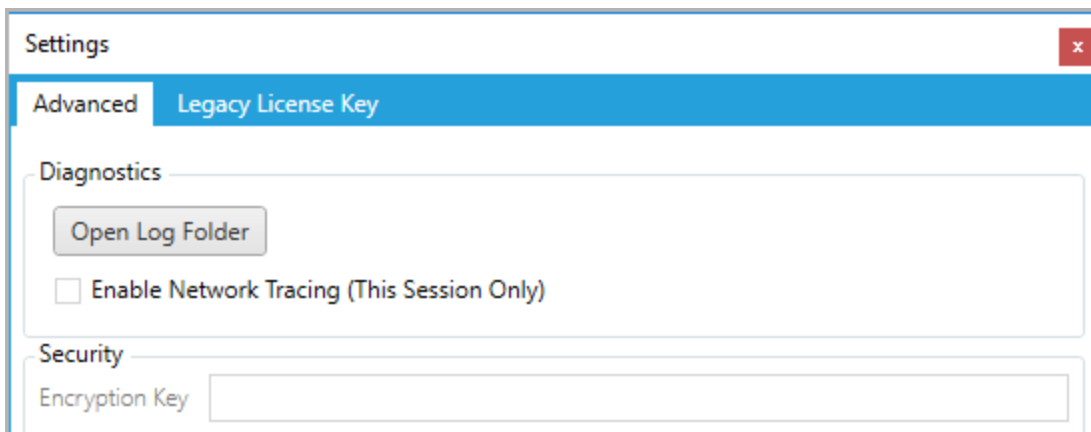 Settings
x
Advanced Legacy License Key
Diagnostics
Open Log Folder
Enable Network Tracing (This Session Only)
Security
Encryption Key